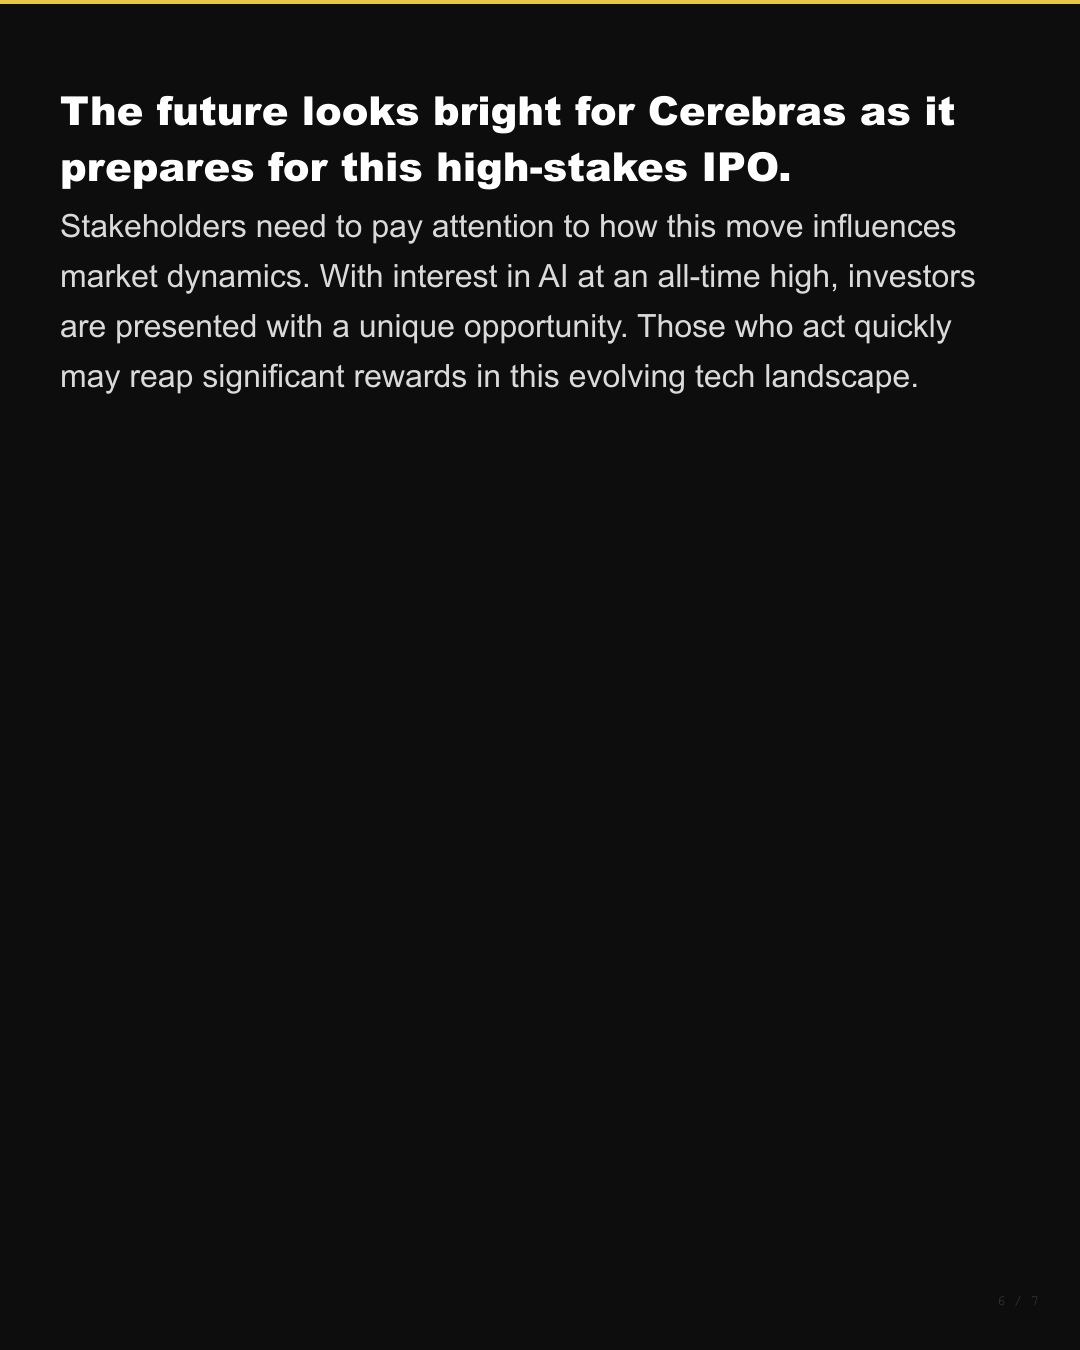 The future looks bright for Cerebras as it
prepares for this high-stakes IPO.
Stakeholders need to pay attention to how this move influences
market dynamics. With interest in AI at an all-time high, investors
are presented with a unique opportunity. Those who act quickly
may reap significant rewards in this evolving tech landscape.
6 / 7